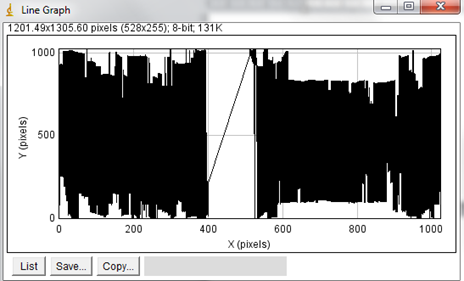 Line Graph
1201.49x1305.60 pixels (528x255); 8-bit; 131K
1000
500
0
Y (pixels)
0 200 400 600 800 1000
X (pixels)
List Save... Copy...